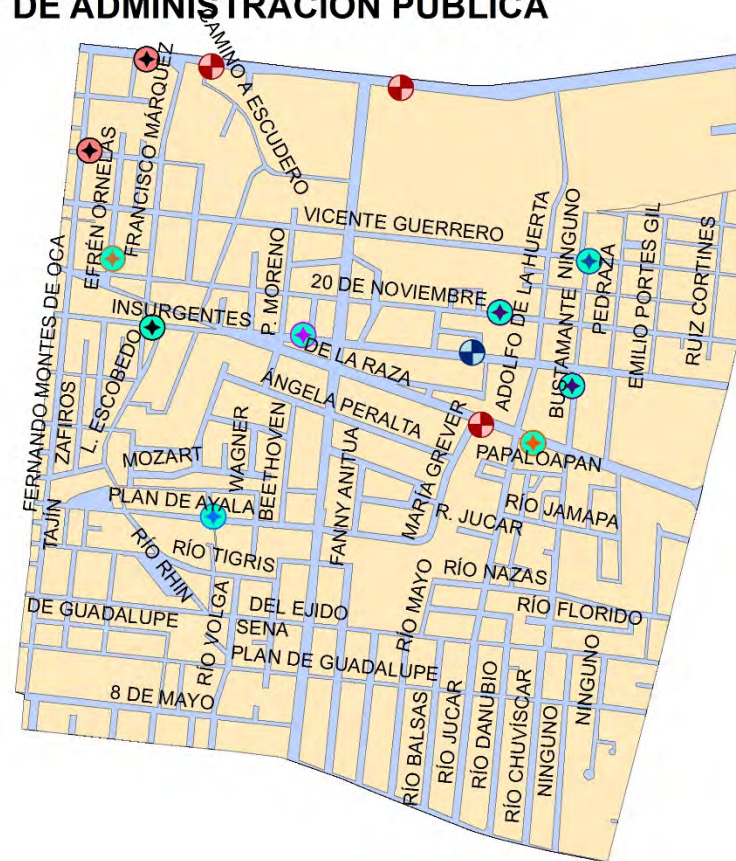 DE ADMINISTRACIÓN PÚBLICA
CAMINO A ESCUDERO
FRANCISCO MÁRQUEZ
EFRÉN ORNELAS
VICENTE GUERRERO
ADOLFO DE LA HUERTA
BUSTAMANTE NINGUNO
PEDRAZA
EMILIO PORTES GIL
RUIZ CORTINES
P. MORENO
20 DE NOVIEMBRE
INSURGENTES
FERNANDO MONTES DE OCA
L. ESCOBEDO
ZAFIROS
DE LA RAZA
ÁNGELA PERALTA
MARÍA GREVER
WAGNER
BEETHOVEN
MOZART
PAPALOAPAN
FANNY ANITUA
PLAN DE AYALA
TAJÍN
R. JUCAR
RÍO JAMAPA
RÍO TIGRIS
RÍO RHIN
RÍO NAZAS
RÍO MAYO
RÍO FLORIDO
DE GUADALUPE
DEL EJIDO
SENA
RÍO VOLGA
PLAN DE GUADALUPE
8 DE MAYO
RÍO BALSAS
RÍO JUCAR
RÍO DANUBIO
RÍO CHUVÍSCAR
NINGUNO
NINGUNO